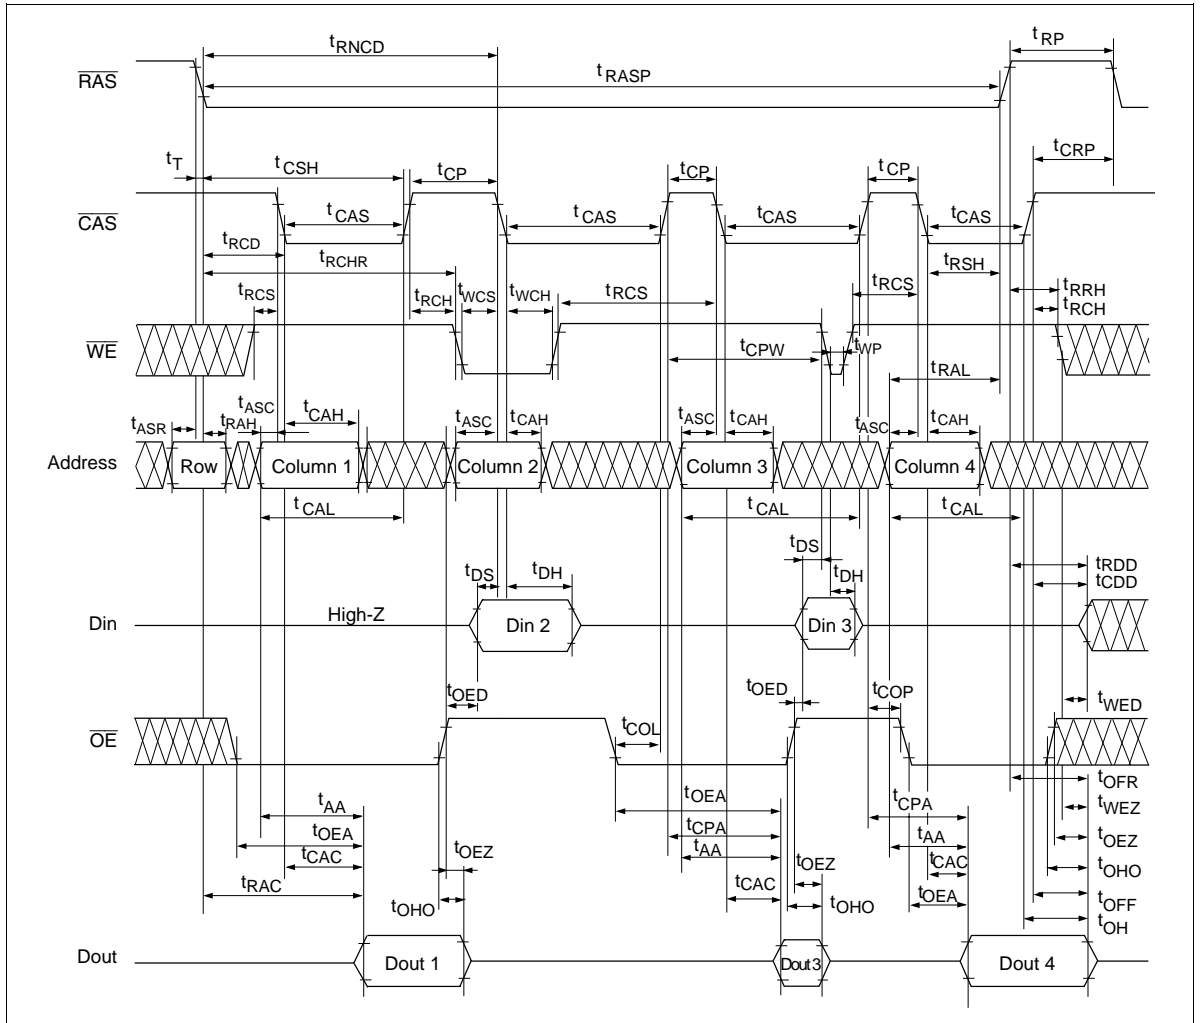 tRNCD
tRP
RAS
tRASP
tT
tCSH
tCP
tCP
tCP
tCRP
CAS
tCAS
tCAS
tCAS
tCAS
tRCD
tRCHR
tRSH
tRCS
tRCH
tWCS
tWCH
tRCS
tRCS
tRRH
tRCH
WE
tCPW
tWP
tRAL
tASR
tRAH
tASC
tCAH
tASC
tCAH
tASC
tCAH
tASC
tCAH
Address
Row
Column 1
Column 2
Column 3
Column 4
tCAL
tCAL
tCAL
tDS
tDH
tDS
tDH
tRDD
tCDD
Din
High-Z
Din 2
Din 3
tOED
tOED
tCOP
tWED
OE
tCOL
tOFR
tAA
tOEA
tCPA
tWEZ
tOEA
tCPA
tAA
tOEZ
tCAC
tOEZ
tAA
tOEZ
tCAC
tOHO
tRAC
tOHO
tCAC
tOHO
tOEA
tOFF
tOH
Dout
Dout 1
Dout 3
Dout 4